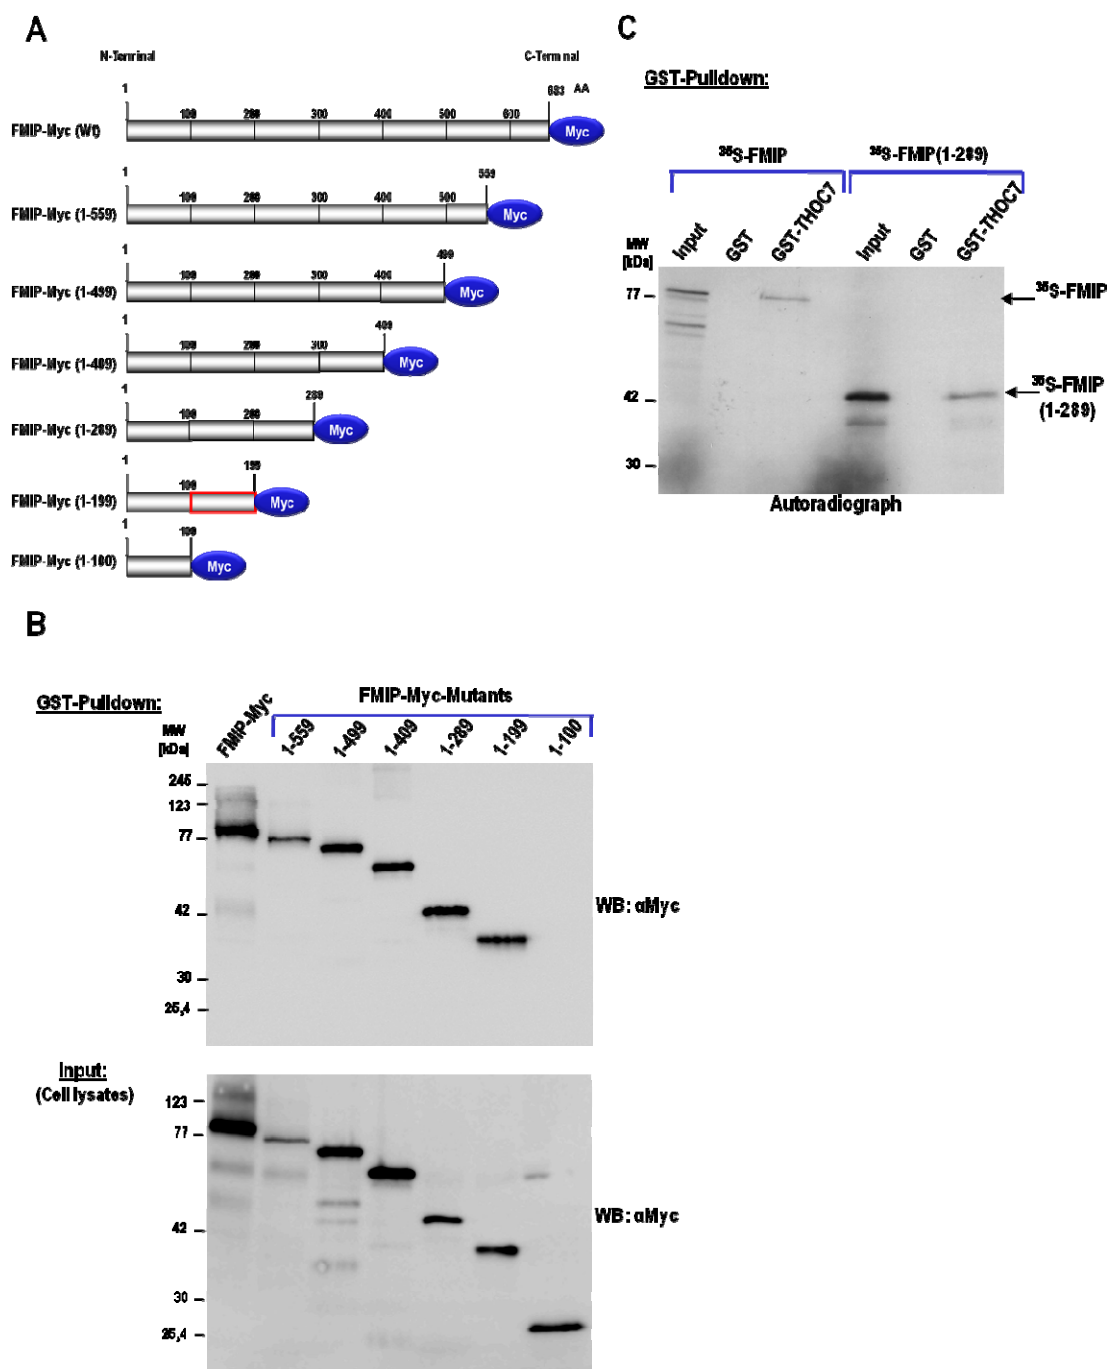 A
N-Terminal C-Terminal
1 683 AA
100 200 300 400 500 600
FMIP-Myc (Wt) Myc
1 559
100 200 300 400 500
FMIP-Myc (1-559) Myc
1 499
100 200 300 400
FMIP-Myc (1-499) Myc
1 409
100 200 300
FMIP-Myc (1-409) Myc
1 289
100 200
FMIP-Myc (1-289) Myc
1 199
100
FMIP-Myc (1-199) Myc
1 100
FMIP-Myc (1-100) Myc
B
GST-Pulldown:
FMIP-Myc-Mutants
MW
[kDa]
FMIP-Myc 1-559 1-499 1-409 1-289 1-199 1-100
245
123
77
42
30
25,4
WB: αMyc
Input:
(Cell lysates)
123
77
42
30
25,4
WB: αMyc
C
GST-Pulldown:
35S-FMIP 35S-FMIP(1-289)
Input GST GST-THOC7 Input GST GST-THOC7
MW
[kDa]
77
42
30
35S-FMIP
35S-FMIP
(1-289)
Autoradiograph